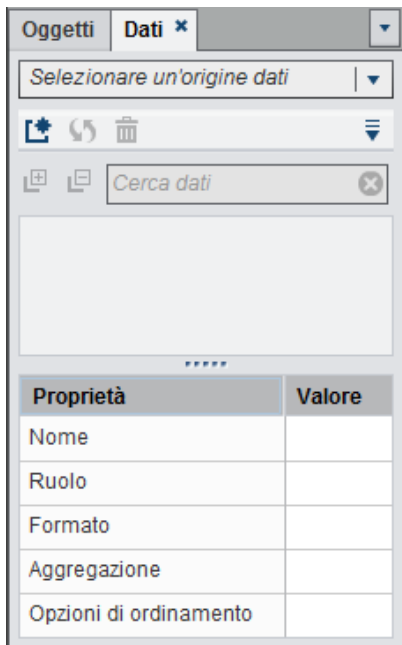 Oggetti Dati
Selezionare un'origine dati
Cerca dati
Proprietà Valore
Nome
Ruolo
Formato
Aggregazione
Opzioni di ordinamento